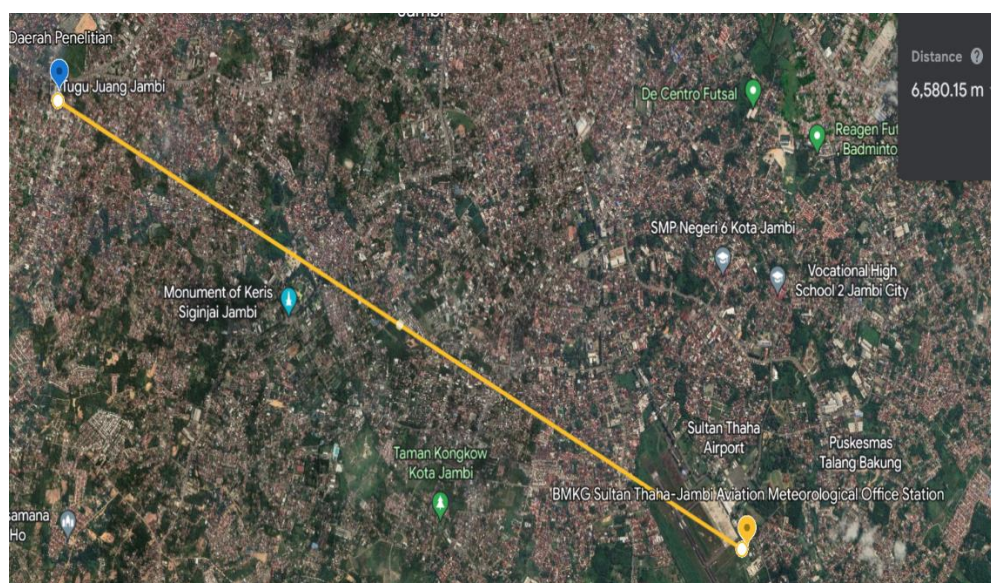 Jambi
Daerah Penelitian
Tugu Juang Jambi
Distance
6,580.15 m
De Centro Futsal
Reagen Fut
Badminto
SMP Negeri 6 Kota Jambi
Vocational High
School 2 Jambi City
Monument of Keris
Siginjai Jambi
Sultan Thaha
Airport
Puskesmas
Talang Bakung
Taman Kongkow
Kota Jambi
BMKG Sultan Thaha-Jambi Aviation Meteorological Office Station
samana
Ho